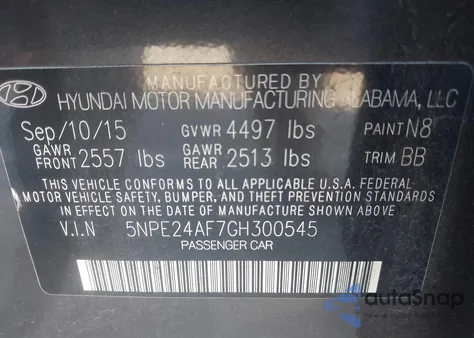 MANUFACTURED BY
HYUNDAI MOTOR MANUFACTURING ALABAMA, LLC
Sep/10/15 GVWR 4497 lbs PAINT N8
GAWR FRONT 2557 lbs GAWR REAR 2513 lbs TRIM BB
THIS VEHICLE CONFORMS TO ALL APPLICABLE U.S.A. FEDERAL
MOTOR VEHICLE SAFETY, BUMPER, AND THEFT PREVENTION STANDARDS
IN EFFECT ON THE DATE OF MANUFACTURE SHOWN ABOVE.
V.I.N 5NPE24AF7GH300545
PASSENGER CAR
autoSnap